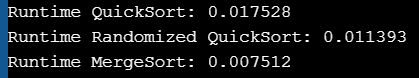 Runtime QuickSort: 0.017528
Runtime Randomized QuickSort: 0.011393
Runtime MergeSort: 0.007512